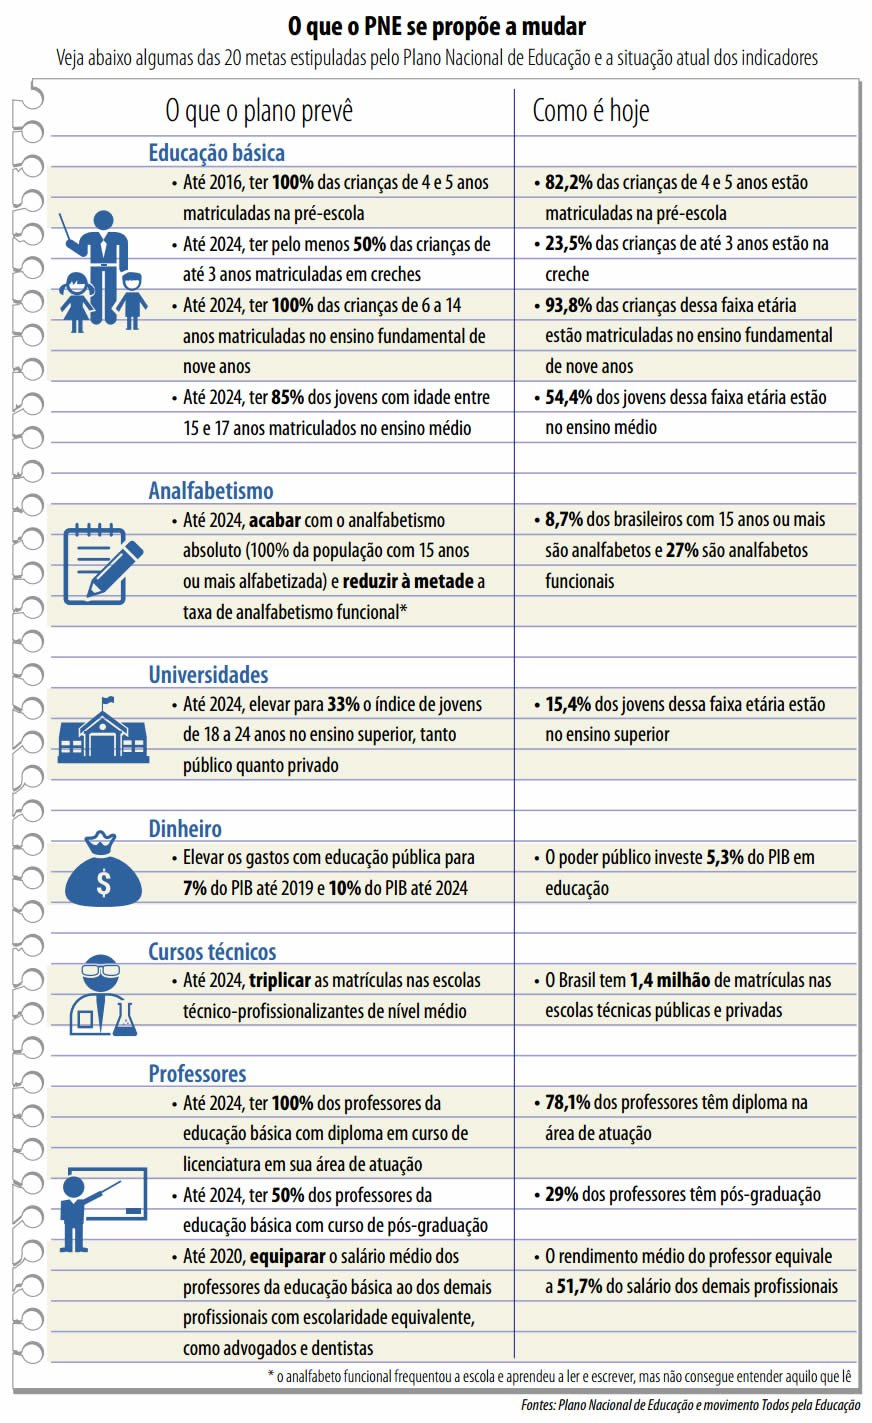 O que o PNE se propõe a mudar
Veja abaixo algumas das 20 metas estipuladas pelo Plano Nacional de Educação e a situação atual dos indicadores
O que o plano prevê
Como é hoje
Educação básica
• Até 2016, ter 100% das crianças de 4 e 5 anos
matriculadas na pré-escola
• 82,2% das crianças de 4 e 5 anos estão
matriculadas na pré-escola
• Até 2024, ter pelo menos 50% das crianças de
até 3 anos matriculadas em creches
• 23,5% das crianças de até 3 anos estão na
creche
• Até 2024, ter 100% das crianças de 6 a 14
anos matriculadas no ensino fundamental de
nove anos
• 93,8% das crianças dessa faixa etária
estão matriculadas no ensino fundamental
de nove anos
• Até 2024, ter 85% dos jovens com idade entre
15 e 17 anos matriculados no ensino médio
• 54,4% dos jovens dessa faixa etária estão
no ensino médio
Analfabetismo
• Até 2024, acabar com o analfabetismo
absoluto (100% da população com 15 anos
ou mais alfabetizada) e reduzir à metade a
taxa de analfabetismo funcional*
• 8,7% dos brasileiros com 15 anos ou mais
são analfabetos e 27% são analfabetos
funcionais
Universidades
• Até 2024, elevar para 33% o índice de jovens
de 18 a 24 anos no ensino superior, tanto
público quanto privado
• 15,4% dos jovens dessa faixa etária estão
no ensino superior
Dinheiro
$
• Elevar os gastos com educação pública para
7% do PIB até 2019 e 10% do PIB até 2024
• O poder público investe 5,3% do PIB em
educação
Cursos técnicos
• Até 2024, triplicar as matrículas nas escolas
técnico-profissionalizantes de nível médio
• O Brasil tem 1,4 milhão de matrículas nas
escolas técnicas públicas e privadas
Professores
• Até 2024, ter 100% dos professores da
educação básica com diploma em curso de
licenciatura em sua área de atuação
• 78,1% dos professores têm diploma na
área de atuação
• Até 2024, ter 50% dos professores da
educação básica com curso de pós-graduação
• 29% dos professores têm pós-graduação
• Até 2020, equiparar o salário médio dos
professores da educação básica ao dos demais
profissionais com escolaridade equivalente,
como advogados e dentistas
• O rendimento médio do professor equivale
a 51,7% do salário dos demais profissionais
* o analfabeto funcional frequentou a escola e aprendeu a ler e escrever, mas não consegue entender aquilo que lê
Fontes: Plano Nacional de Educação e movimento Todos pela Educação